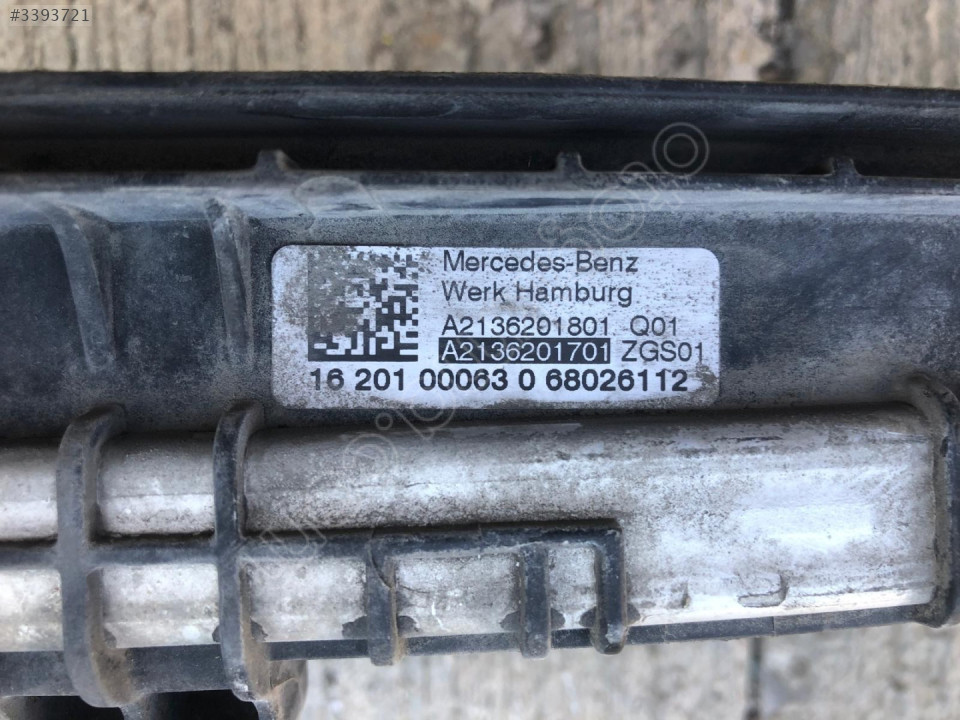 #3393721
Mercedes-Benz
Werk Hamburg
A2136201801 Q01
A2136201701 ZGS01
16 201 00063 0 68026112